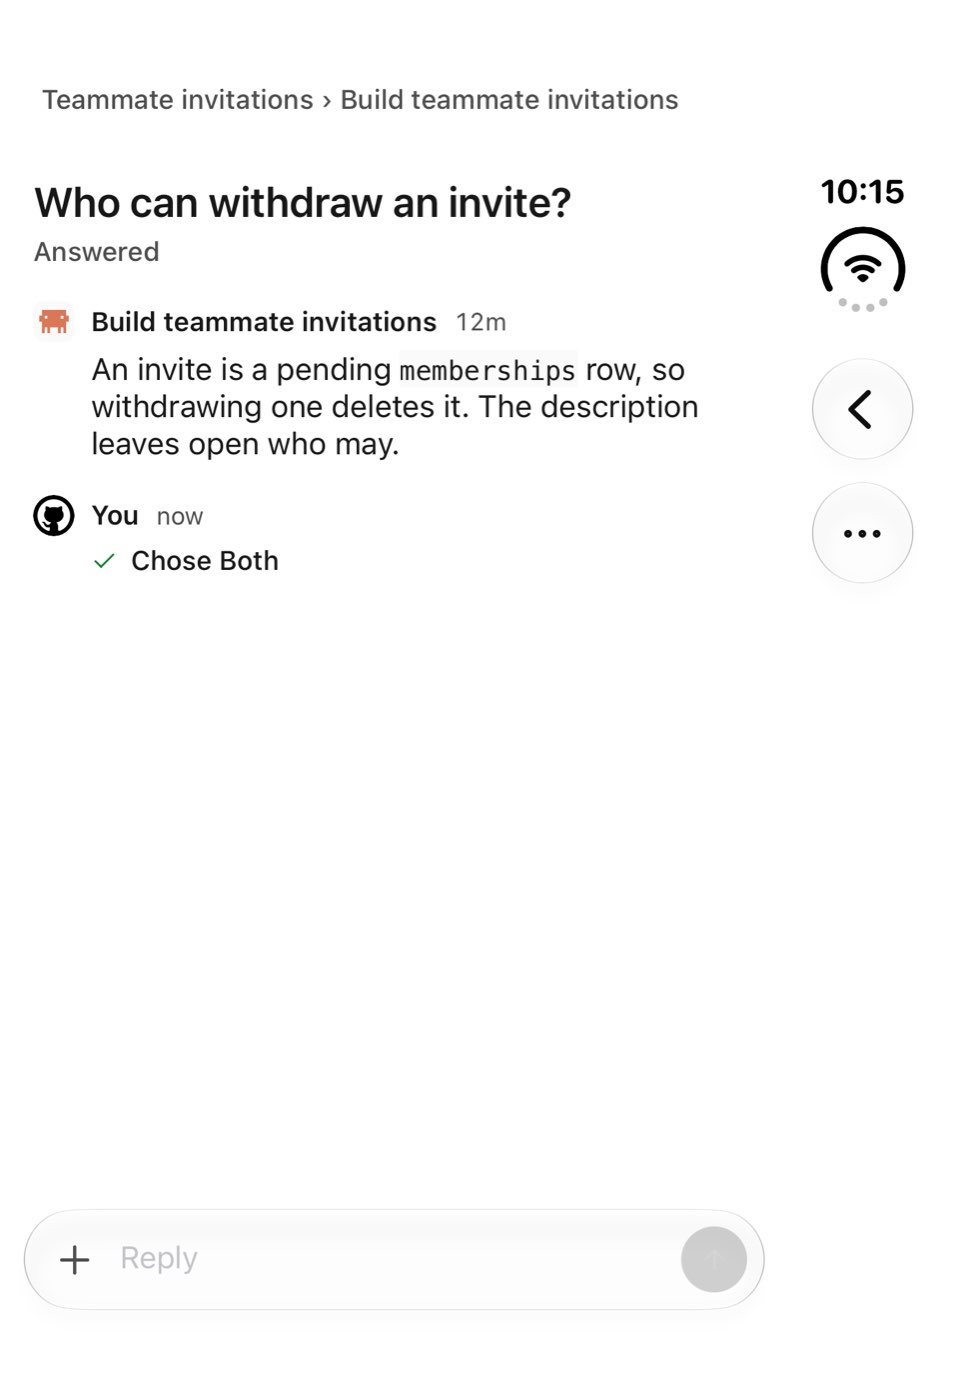 Teammate invitations › Build teammate invitations
Who can withdraw an invite?
Answered
10:15
Build teammate invitations 12m
An invite is a pending memberships row, so
withdrawing one deletes it. The description
leaves open who may.
You now
Chose Both
Reply